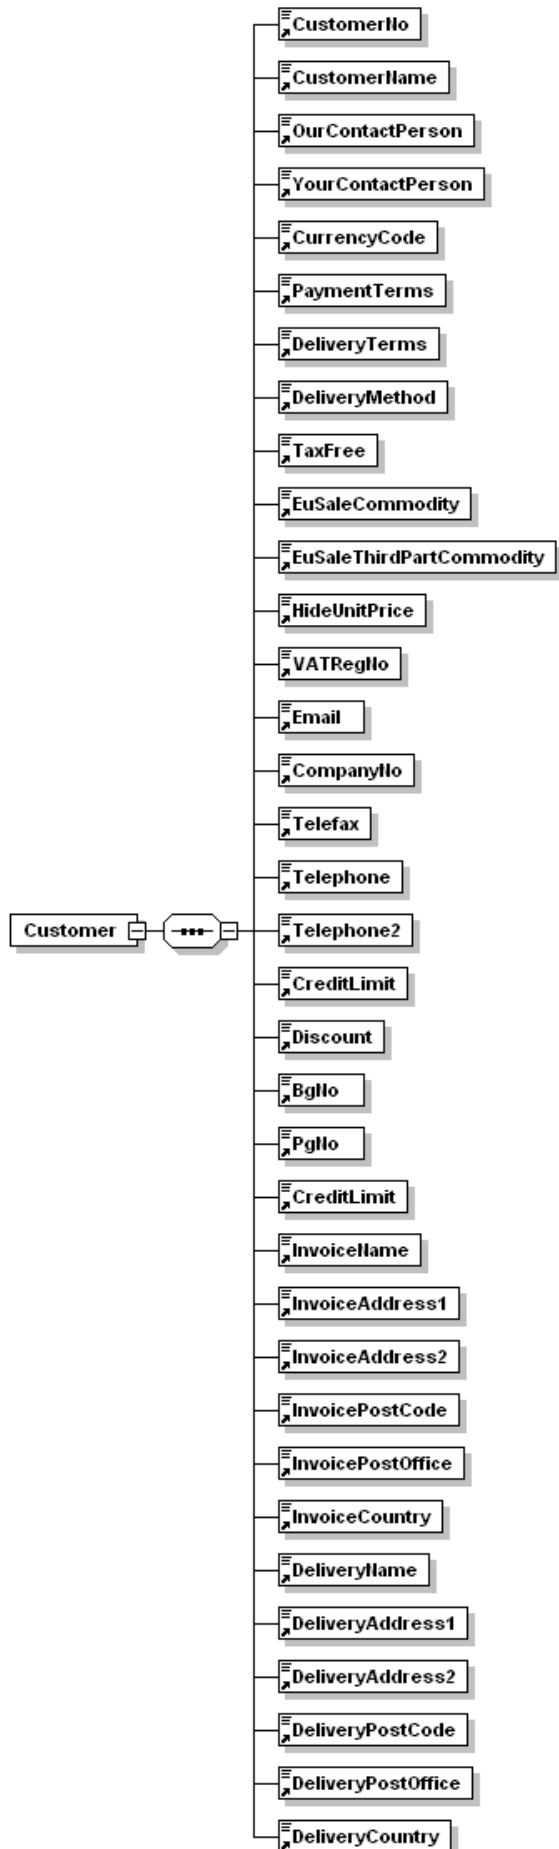 CustomerNo
CustomerName
OurContactPerson
YourContactPerson
CurrencyCode
PaymentTerms
DeliveryTerms
DeliveryMethod
TaxFree
EuSaleCommodity
EuSaleThirdPartCommodity
HideUnitPrice
VATRegNo
Email
CompanyNo
Telefax
Telephone
Customer
Telephone2
CreditLimit
Discount
BgNo
PgNo
CreditLimit
InvoiceName
InvoiceAddress1
InvoiceAddress2
InvoicePostCode
InvoicePostOffice
InvoiceCountry
DeliveryName
DeliveryAddress1
DeliveryAddress2
DeliveryPostCode
DeliveryPostOffice
DeliveryCountry